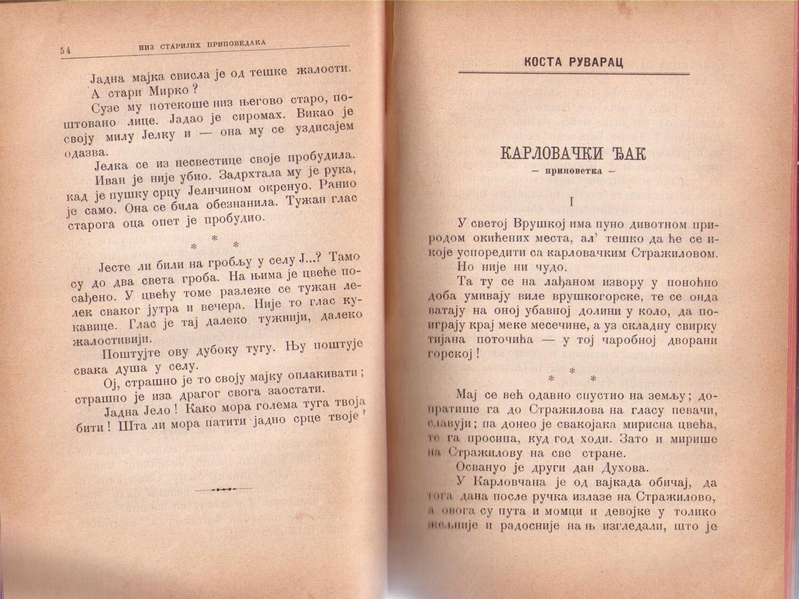 54
НИЗ СТАРИЈИХ ПРИПОВЕДАКА
Јадна мајка свисла је од тешке жалости.
А стари Мирко?
Сузе му потекоше низ његово старо, по-
штовано лице. Јадао је сиромах. Викао је
своју милу Јелку и — она му се уздисајем
одазва.
Јелка се из несвестице своје пробудила.
Иван је није убио. Задрхтала му је рука,
кад је пушку срцу Јеличином окренуо. Ранио
је само. Она се била обезнанила. Тужан глас
старога оца опет је пробудио.
*
* *
Јесте ли били на гробљу у селу Ј...? Тамо
су до два света гроба. На њима је цвеће по-
сађено. У цвећу томе разлеже се тужан ле-
лек сваког јутра и вечера. Није то глас ку-
кавице. Глас је тај далеко тужнији, далеко
жалостивији.
Поштујте ову дубоку тугу. Њу поштује
свака душа у селу.
Ој, страшно је то своју мајку оплакивати;
страшно је иза драгог свога заостати.
Јадна Јело! Како мора голема туга твоја
бити! Шта ли мора патити јадно срце твоје!
КОСТА РУВАРАЦ
КАРЛОВАЧКИ ЂАК
— приповетка —
I
У светој Врушкој има пуно дивотном при-
родом окићених места, ал' тешко да ће се и-
које успоредити са карловачким Стражиловом.
Но није ни чудо.
Та ту се на лађаном извору у поноћно
доба умивају виле врушкогорске, те се онда
ватају на оној убавној долини у коло, да по-
играју крај меке месечине, а уз складну свирку
тијана поточића — у тој чаробној дворани
горској!
*
* *
Мај се већ одавно спустио на земљу; до-
пратише га до Стражилова на гласу певачи,
славуји; па донео је свакојака мирисна цвећа,
те га просипа, куд год ходи. Зато и мирише
на Стражилову на све стране.
Освануо је други дан Духова.
У Карловчана је од вајкада обичај, да
тога дана после ручка излазе на Стражилово,
а овога су пута и момци и девојке у толико
жељније и радосније на њ изгледали, што је